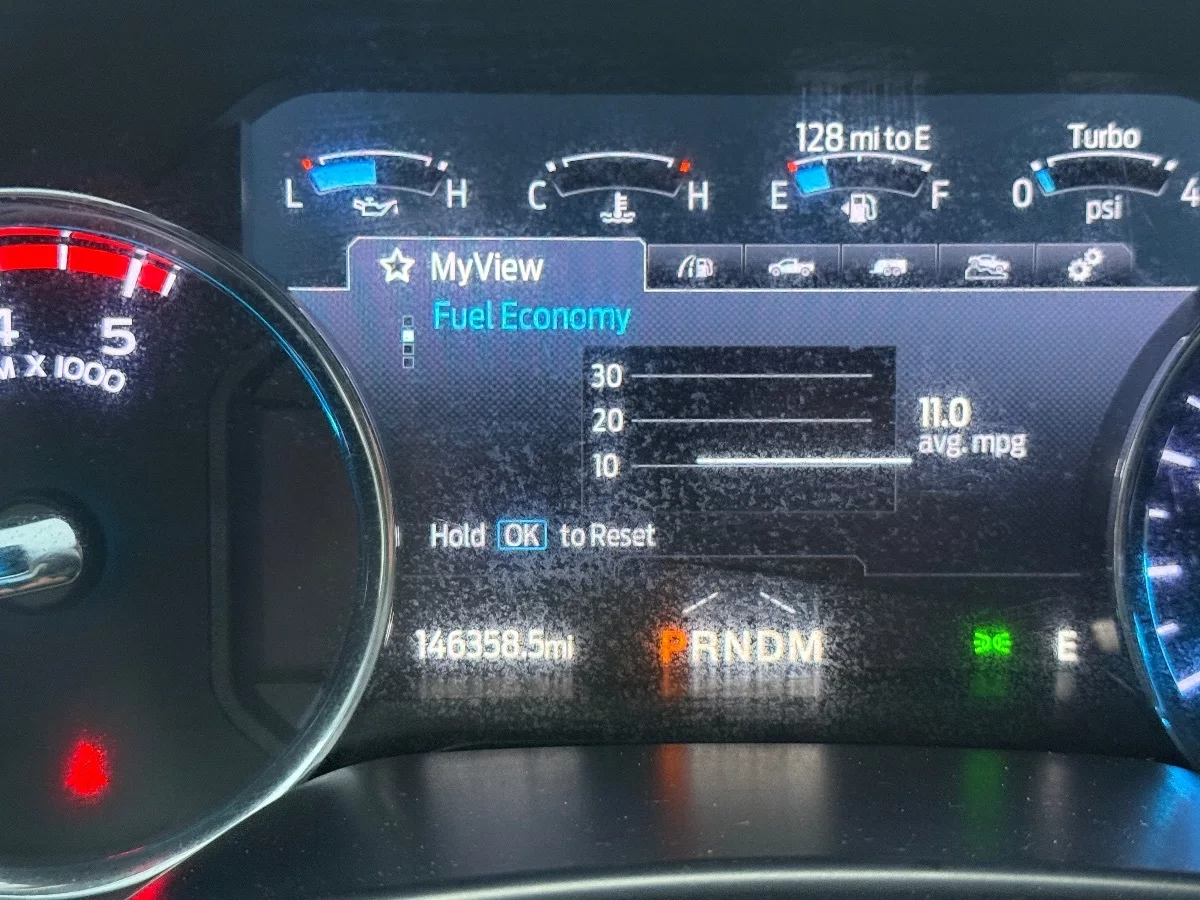 128 mi to E
Turbo
L H
C H
E F
0 4
psi
MyView
Fuel Economy
30
20
10
11.0
avg. mpg
Hold OK to Reset
146358.5mi
PRNDM
E
4 5
M X 1000